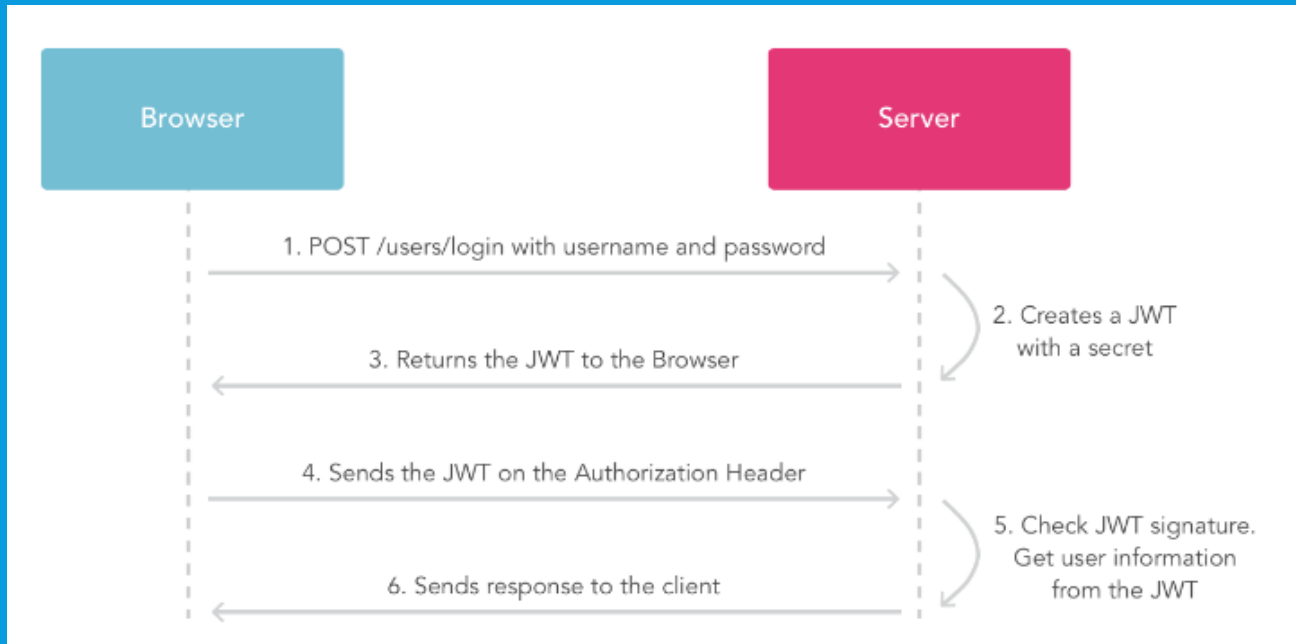 Browser
Server
1. POST /users/login with username and password
2. Creates a JWT
with a secret
3. Returns the JWT to the Browser
4. Sends the JWT on the Authorization Header
5. Check JWT signature.
Get user information
from the JWT
6. Sends response to the client